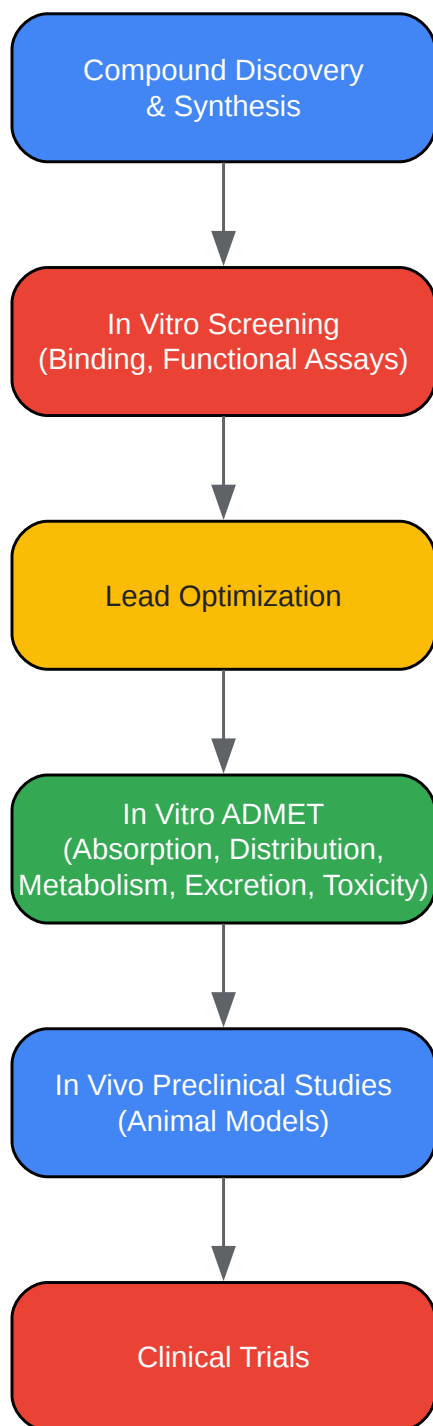 Compound Discovery
& Synthesis
In Vitro Screening
(Binding, Functional Assays)
Lead Optimization
In Vitro ADMET
(Absorption, Distribution,
Metabolism, Excretion, Toxicity)
In Vivo Preclinical Studies
(Animal Models)
Clinical Trials